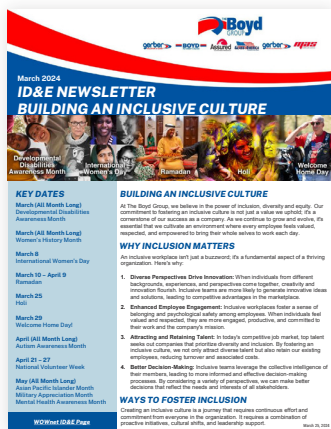 Boyd
GROUP
gerber
BOYD
Assured
gerber
mas
March 2024
ID&E NEWSLETTER
BUILDING AN INCLUSIVE CULTURE
Developmental
Disabilities
Awareness Month
International
Women's Day
Ramadan
Holi
Welcome
Home Day
KEY DATES
March (All Month Long)
Developmental Disabilities
Awareness Month
March (All Month Long)
Women's History Month
March 8
International Women's Day
March 10 – April 9
Ramadan
March 25
Holi
March 29
Welcome Home Day!
April (All Month)
Autism Awareness Month
April 21 – 27
National Volunteer Week
May (All Month Long)
Asian Pacific Islander Month
Military Appreciation Month
Mental Health Awareness Month
WOWnet ID&E Page
BUILDING AN INCLUSIVE CULTURE
At The Boyd Group, we believe in the power of inclusion, diversity and equity. Our
commitment to fostering an inclusive culture is not just a value we uphold; it's a
cornerstone of our success as a company. As we continue to grow and evolve, it's
essential that we cultivate an environment where every employee feels valued,
respected, and empowered to bring their whole selves to work each day.
WHY INCLUSION MATTERS
An inclusive workplace isn't just a buzzword; it's a fundamental aspect of a thriving
organization. Here's why:
1. Diverse Perspectives Drive Innovation: When individuals from different
backgrounds, experiences, and perspectives come together, creativity and
innovation flourish. Inclusive teams are more likely to generate innovative ideas
and solutions, leading to competitive advantages in the marketplace.
2. Enhanced Employee Engagement: Inclusive workplaces foster a sense of
belonging and psychological safety among employees. When individuals feel
valued and respected, they are more engaged, productive, and committed to
their work and the company's mission.
3. Attracting and Retaining Talent: In today's competitive job market, top talent
seeks out companies that prioritize diversity and inclusion. By fostering an
inclusive culture, we not only attract diverse talent but also retain our existing
employees, reducing turnover and associated costs.
4. Better Decision-Making: Inclusive teams leverage the collective intelligence of
their members, leading to more informed and effective decision-making
processes. By considering a variety of perspectives, we can make better
decisions that reflect the needs and interests of all stakeholders.
WAYS TO FOSTER INCLUSION
Creating an inclusive culture is a journey that requires continuous effort and
commitment from everyone in the organization. It requires a combination of
proactive initiatives, cultural shifts, and leadership support.
March 25, 2024